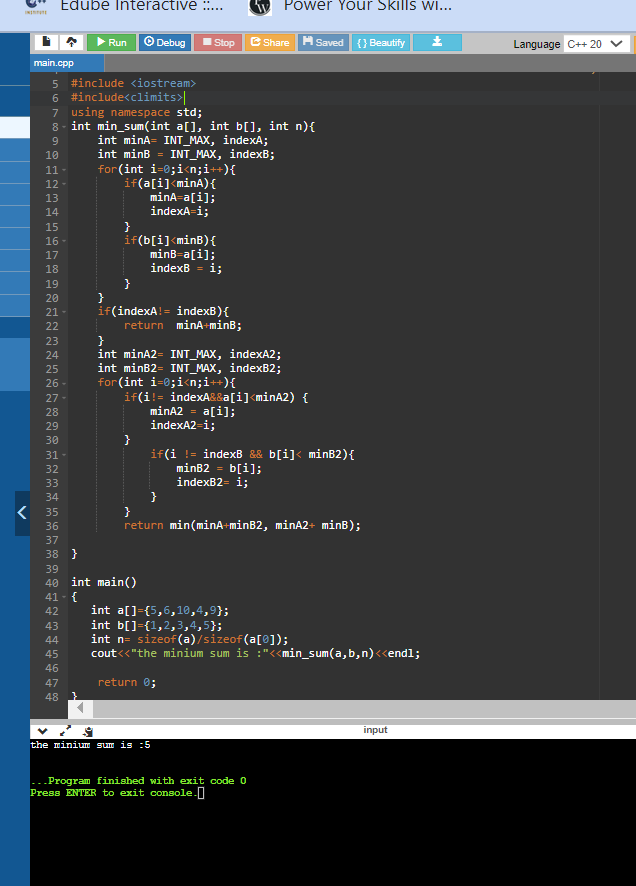 Edube Interactive ::...
Power Your Skills wi...
Run Debug Stop Share Saved {} Beautify Language C++ 20
main.cpp
5 #include <iostream>
6 #include<climits>
7 using namespace std;
8 int min_sum(int a[], int b[], int n){
9 int minA= INT_MAX, indexA;
10 int minB = INT_MAX, indexB;
11 for(int i=0;i<n;i++){
12 if(a[i]<minA){
13 minA=a[i];
14 indexA=i;
15 }
16 if(b[i]<minB){
17 minB=a[i];
18 indexB = i;
19 }
20 }
21 if(indexA!= indexB){
22 return minA+minB;
23 }
24 int minA2= INT_MAX, indexA2;
25 int minB2= INT_MAX, indexB2;
26 for(int i=0;i<n;i++){
27 if(i!= indexA&&a[i]<minA2) {
28 minA2 = a[i];
29 indexA2=i;
30 }
31 if(i != indexB && b[i]< minB2){
32 minB2 = b[i];
33 indexB2= i;
34 }
35 }
36 return min(minA+minB2, minA2+ minB);
37
38 }
39
40 int main()
41 {
42 int a[]={5,6,10,4,9};
43 int b[]={1,2,3,4,5};
44 int n= sizeof(a)/sizeof(a[0]);
45 cout<<"the minium sum is :"<<min_sum(a,b,n)<<endl;
46
47 return 0;
48 }
input
the minium sum is :5
...Program finished with exit code 0
Press ENTER to exit console.